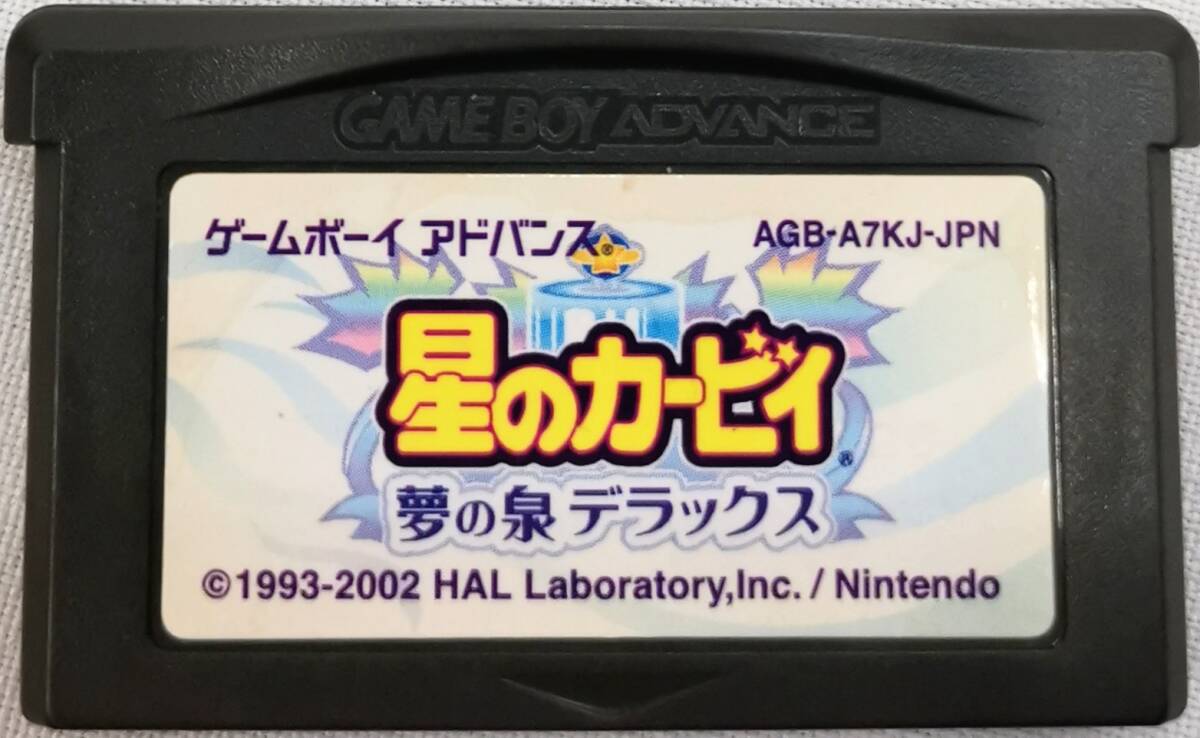 GAME BOY ADVANCE
ゲームボーイ アドバンス® AGB-A7KJ-JPN
星のカービィ®
夢の泉 デラックス
©1993-2002 HAL Laboratory,Inc. / Nintendo